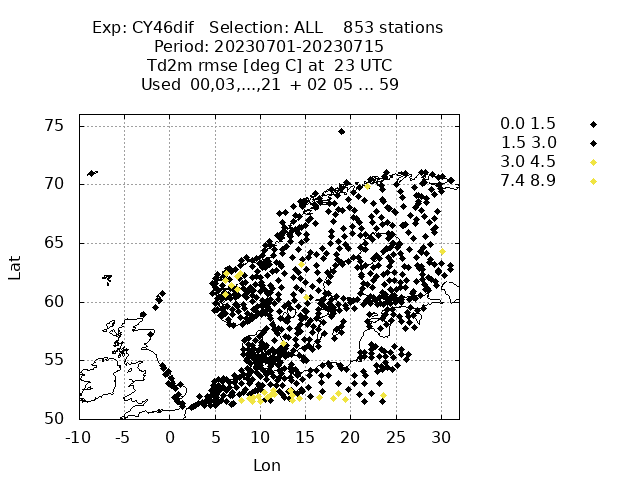 Exp: CY46dif   Selection: ALL    853 stations
Period: 20230701-20230715
Td2m rmse [deg C] at  23 UTC
Used  00,03,...,21  + 02 05 ... 59
0.0 1.5
1.5 3.0
3.0 4.5
7.4 8.9
75
70
65
60
55
50
Lat
-10 -5 0 5 10 15 20 25 30
Lon